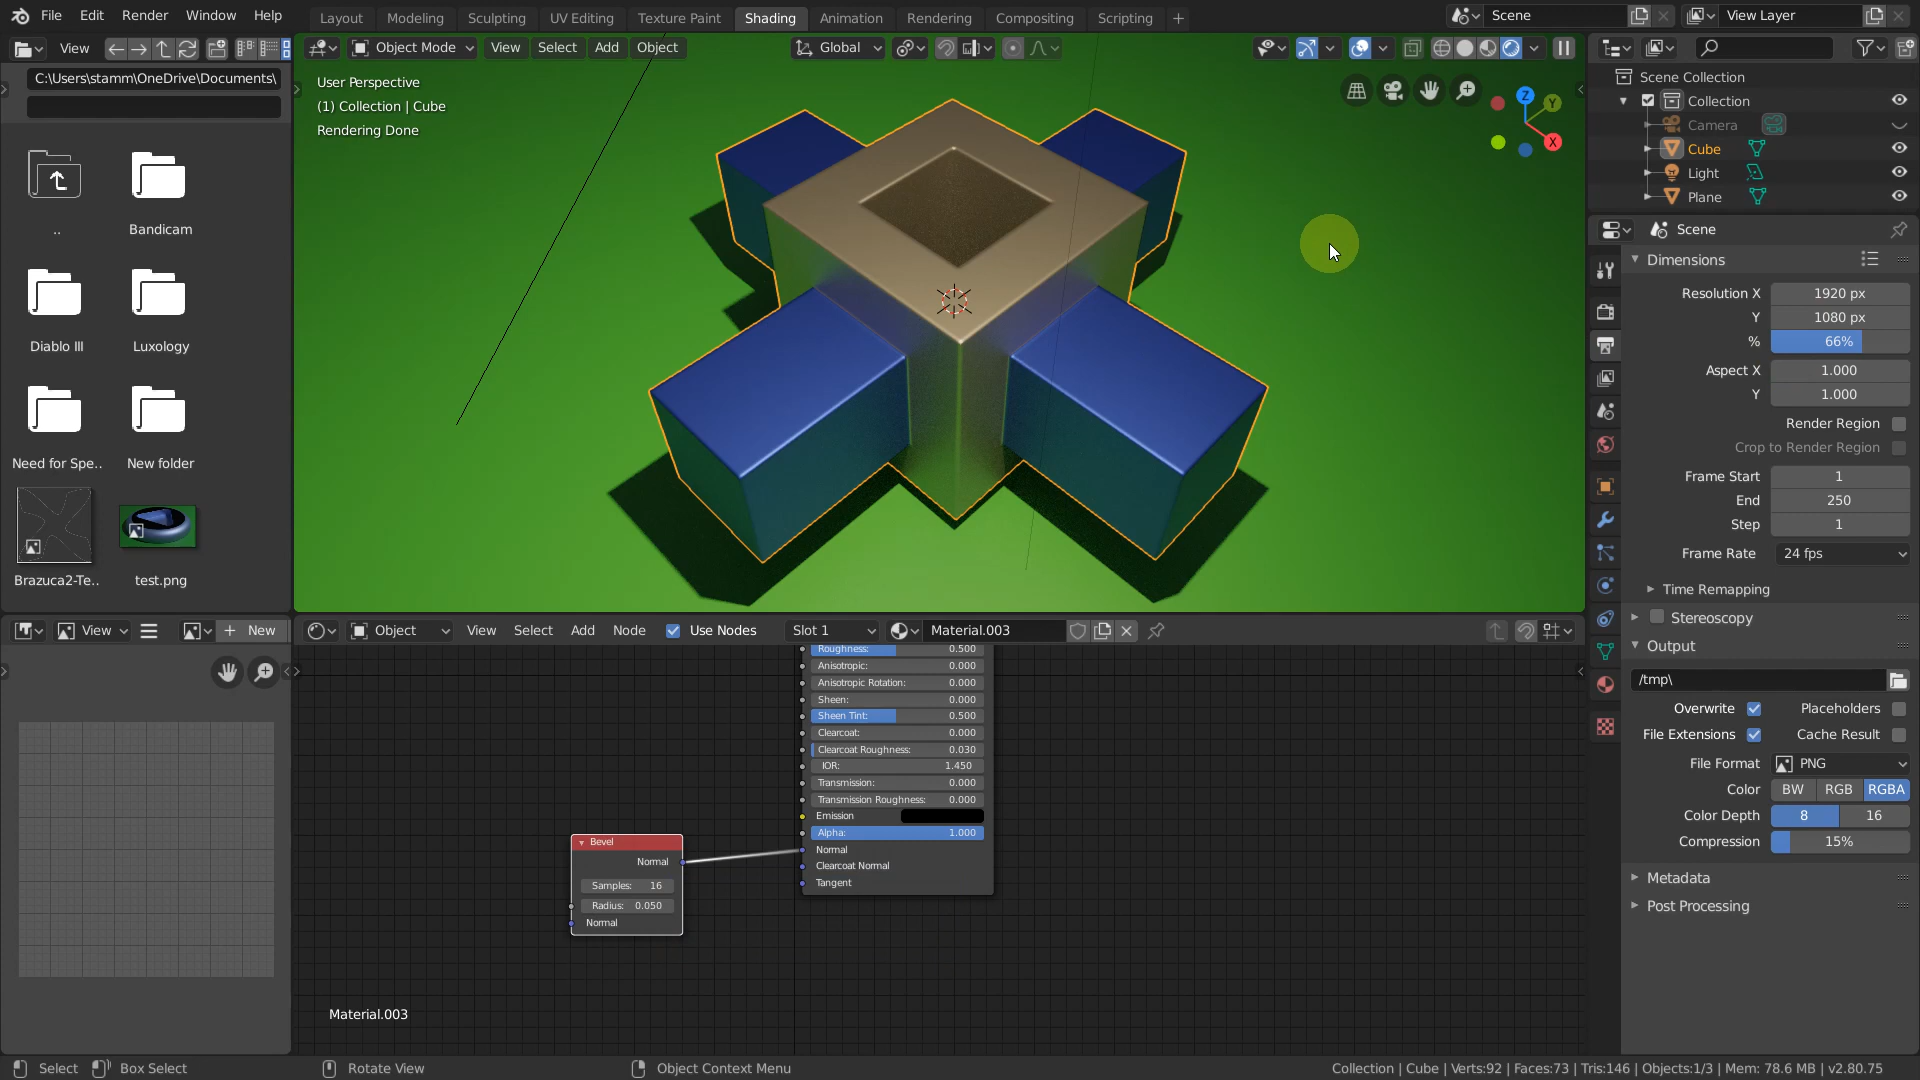 File Edit Render Window Help
Layout Modeling Sculpting UV Editing Texture Paint Shading Animation Rendering Compositing Scripting +
Scene
View Layer
View
Object Mode View Select Add Object
Global
C:\Users\stamm\OneDrive\Documents\
..
Bandicam
Diablo III
Luxology
Need for Spe..
New folder
Brazuca2-Te..
test.png
User Perspective
(1) Collection | Cube
Rendering Done
Z
Y
X
Scene Collection
Collection
Camera
Cube
Light
Plane
Scene
Dimensions
Resolution X 1920 px
Y 1080 px
% 66%
Aspect X 1.000
Y 1.000
Render Region
Crop to Render Region
Frame Start 1
End 250
Step 1
Frame Rate 24 fps
Time Remapping
Stereoscopy
Output
/tmp\
Overwrite Placeholders
File Extensions Cache Result
File Format PNG
Color BW RGB RGBA
Color Depth 8 16
Compression 15%
Metadata
Post Processing
View + New
Object View Select Add Node Use Nodes Slot 1 Material.003
Roughness: 0.500
Anisotropic: 0.000
Anisotropic Rotation: 0.000
Sheen: 0.000
Sheen Tint: 0.500
Clearcoat: 0.000
Clearcoat Roughness: 0.030
IOR: 1.450
Transmission: 0.000
Transmission Roughness: 0.000
Emission
Alpha: 1.000
Normal
Clearcoat Normal
Tangent
Bevel
Normal
Samples: 16
Radius: 0.050
Normal
Material.003
Select Box Select Rotate View Object Context Menu
Collection | Cube | Verts:92 | Faces:73 | Tris:146 | Objects:1/3 | Mem: 78.6 MB | v2.80.75